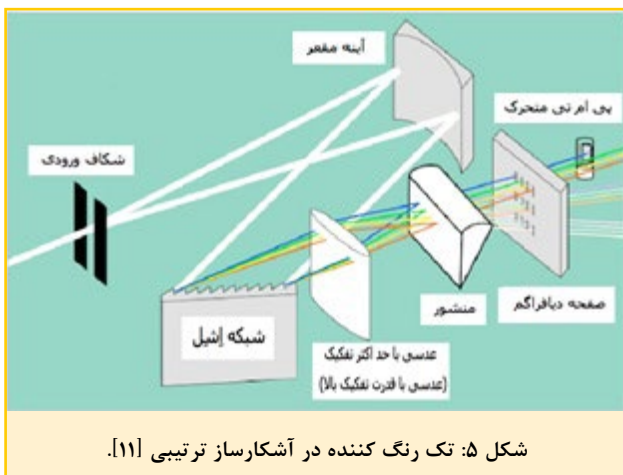 آینه مقعر
پی ام تی متحرک
شکاف ورودی
صفحه دیافراگم
منشور
شبکه اِشیل
عدسی با حد اکثر تفکیک
(عدسی با قدرت تفکیک بالا)
شکل ۵: تک رنگ کننده در آشکارساز ترتیبی [۱۱].